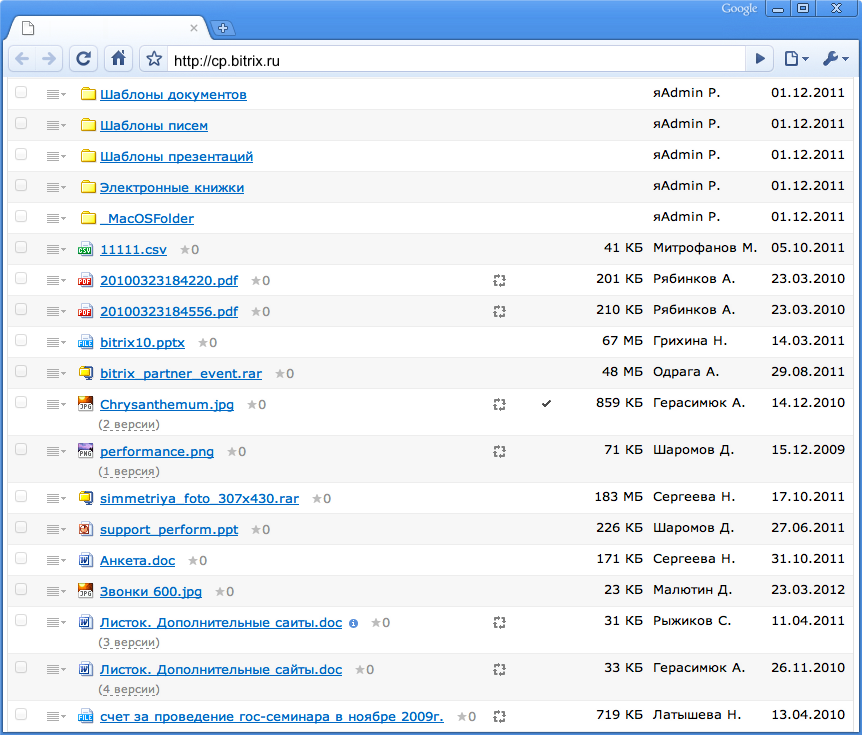 Google
http://cp.bitrix.ru
Шаблоны документов яAdmin Р. 01.12.2011
Шаблоны писем яAdmin Р. 01.12.2011
Шаблоны презентаций яAdmin Р. 01.12.2011
Электронные книжки яAdmin Р. 01.12.2011
_MacOSFolder яAdmin Р. 01.12.2011
CSV 11111.csv ★0 41 КБ Митрофанов М. 05.10.2011
PDF 20100323184220.pdf ★0 201 КБ Рябинков А. 23.03.2010
PDF 20100323184556.pdf ★0 210 КБ Рябинков А. 23.03.2010
FILE bitrix10.pptx ★0 67 МБ Грихина Н. 14.03.2011
bitrix_partner_event.rar ★0 48 МБ Одрага А. 29.08.2011
JPG Chrysanthemum.jpg ★0 859 КБ Герасимюк А. 14.12.2010
(2 версии)
PNG performance.png ★0 71 КБ Шаромов Д. 15.12.2009
(1 версия)
simmetriya_foto_307x430.rar ★0 183 МБ Сергеева Н. 17.10.2011
support_perform.ppt ★0 226 КБ Шаромов Д. 27.06.2011
W Анкета.doc ★0 171 КБ Сергеева Н. 31.10.2011
JPG Звонки 600.jpg ★0 23 КБ Малютин Д. 23.03.2012
W Листок. Дополнительные саиты.doc ★0 31 КБ Рыжиков С. 11.04.2011
(3 версии)
W Листок. Дополнительные сайты.doc ★0 33 КБ Герасимюк А. 26.11.2010
(4 версии)
FILE счет за проведение гос-семинара в ноябре 2009г. ★0 719 КБ Латышева Н. 13.04.2010